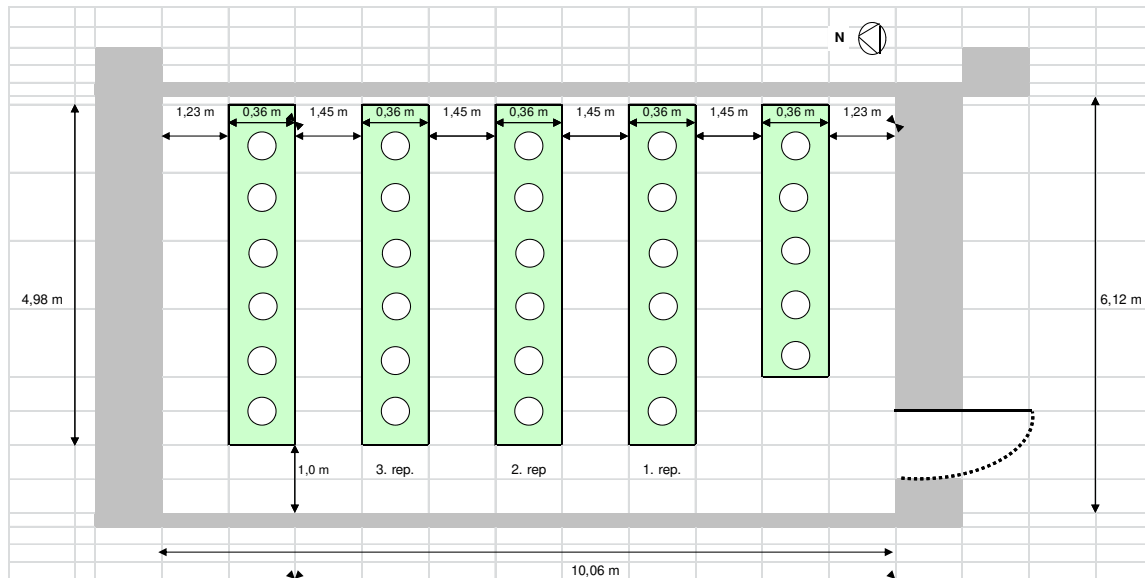 N
1,23 m 0,36 m 1,45 m 0,36 m 1,45 m 0,36 m 1,45 m 0,36 m 1,45 m 0,36 m 1,23 m
4,98 m
6,12 m
1,0 m
3. rep.
2. rep
1. rep.
10,06 m